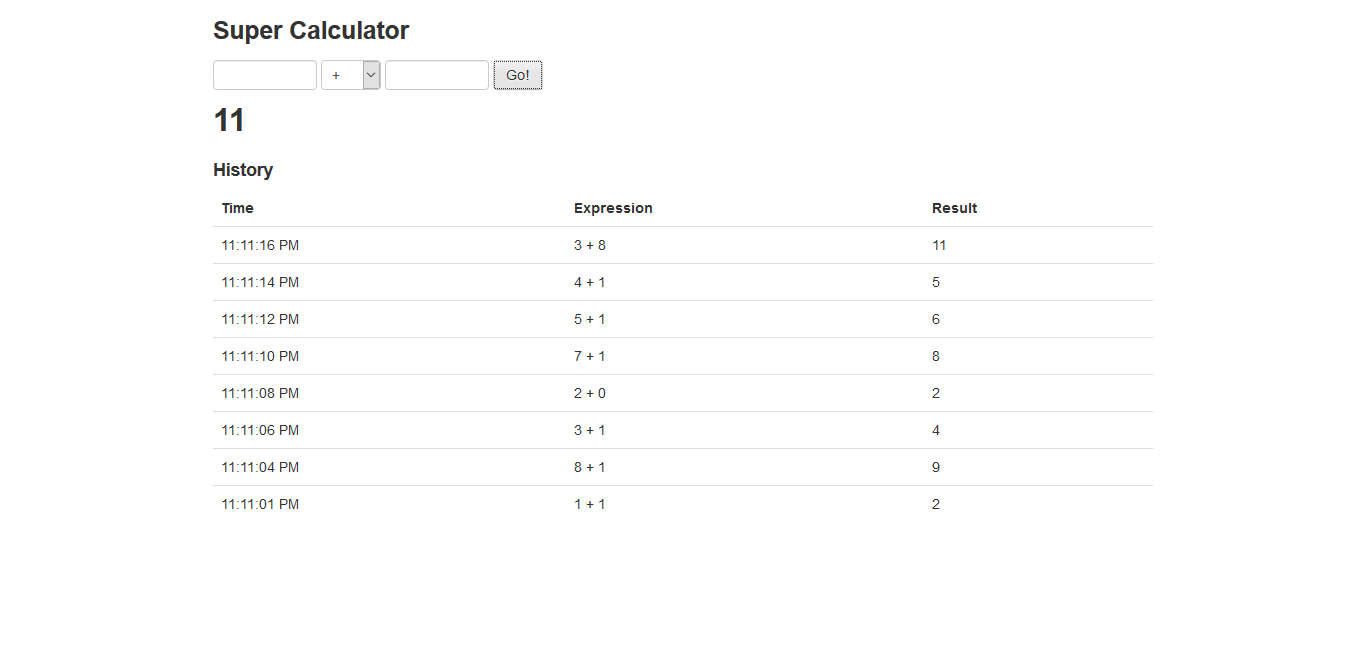 Super Calculator
+ Go!
11
History
Time Expression Result
11:11:16 PM 3 + 8 11
11:11:14 PM 4 + 1 5
11:11:12 PM 5 + 1 6
11:11:10 PM 7 + 1 8
11:11:08 PM 2 + 0 2
11:11:06 PM 3 + 1 4
11:11:04 PM 8 + 1 9
11:11:01 PM 1 + 1 2